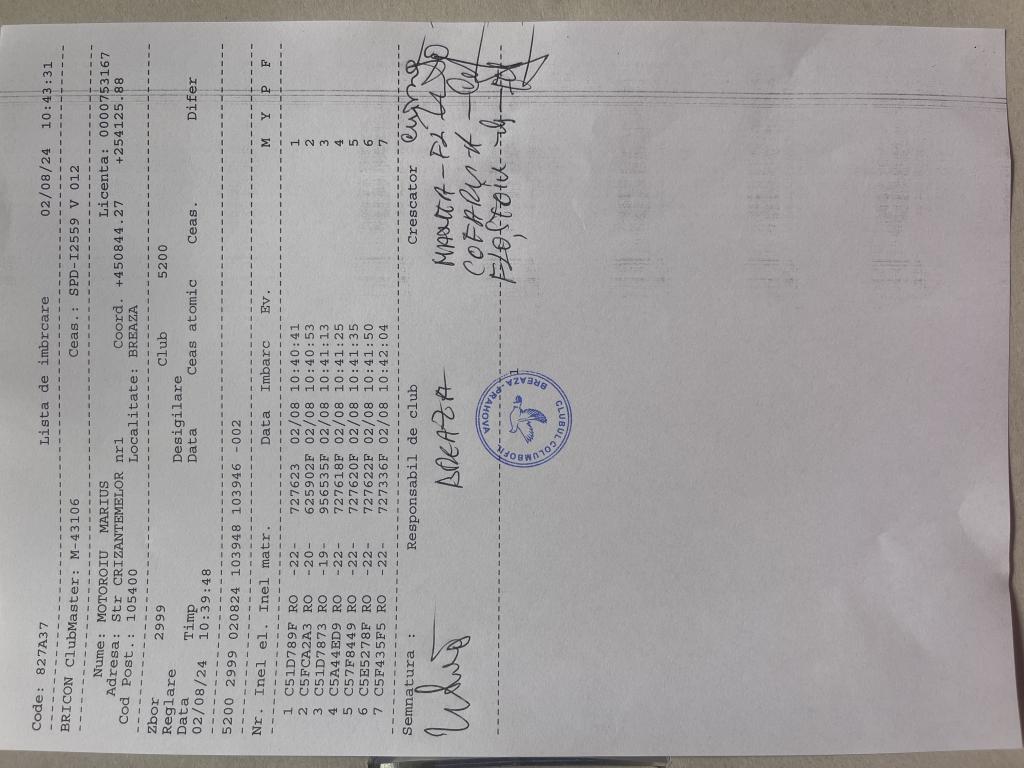 Code: 827A37 Lista de imbrcare 02/08/24 10:43:31
BRICON ClubMaster: M-43106 Ceas.: SPD-I2559 V 012
Nume: MOTOROIU MARIUS Licenta: 0000753167
Adresa: Str CRIZANTEMELOR nr1 Coord. +450844.27 +254125.88
Cod Post.: 105400 Localitate: BREAZA
Zbor 2999 Club 5200
Reglare Desigilare
Data Timp Data Ceas atomic Ceas. Difer
02/08/24 10:39:48
5200 2999 020824 103948 103946 -002
Nr. Inel el. Inel matr. Data Imbarc Ev. M Y P F
1 C51D789F RO -22- 727623 02/08 10:40:41 1
2 C5FCA2A3 RO -20- 625902F 02/08 10:40:53 2
3 C51D7873 RO -19- 956535F 02/08 10:41:13 3
4 C5A44ED9 RO -22- 727618F 02/08 10:41:25 4
5 C57F8449 RO -22- 727620F 02/08 10:41:35 5
6 C5E5278F RO -22- 727622F 02/08 10:41:50 6
7 C5F435F5 RO -22- 727336F 02/08 10:42:04 7
Semnatura : Responsabil de club Crescator
BREAZA
CLUBUL COLUMBOFIL
BREAZA-PRAHOVA
1